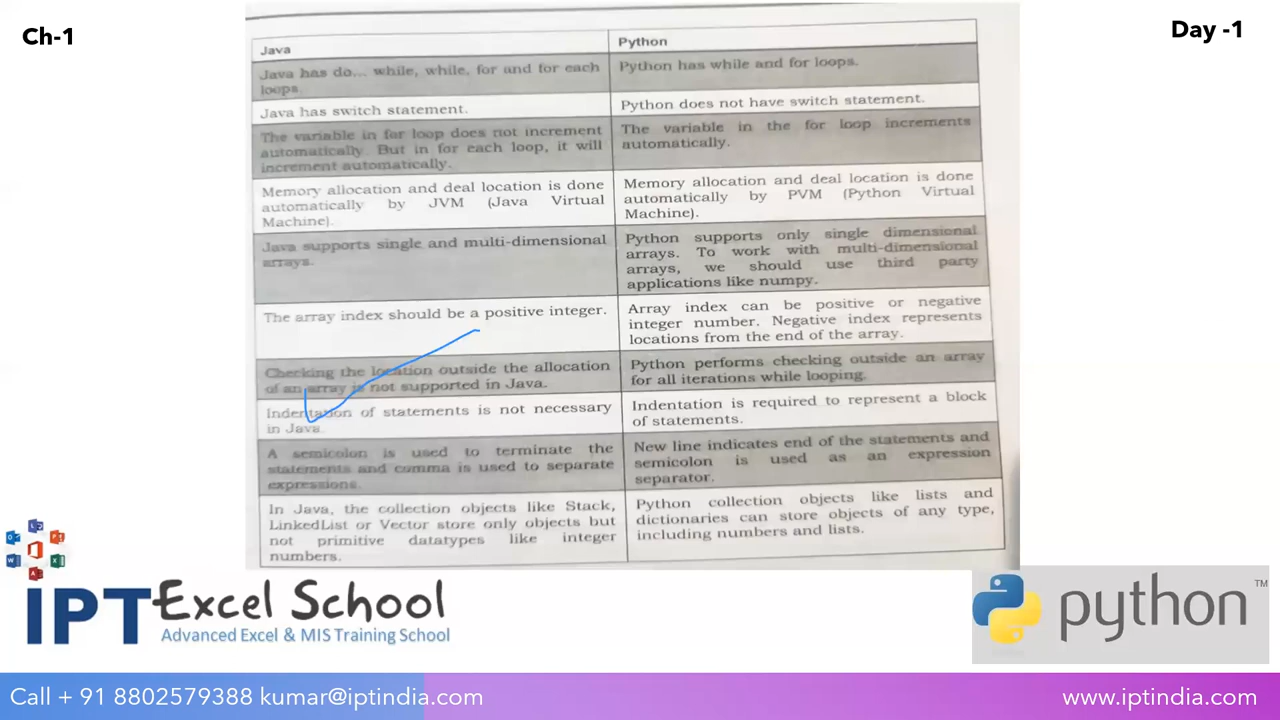 Ch-1
Day -1
Java
Python
Java has do... while, while, for and for each
loops.
Python has while and for loops.
Java has switch statement.
Python does not have switch statement.
The variable in for loop does not increment
automatically. But in for each loop, it will
increment automatically.
The variable in the for loop increments
automatically.
Memory allocation and deal location is done
automatically by JVM (Java Virtual
Machine).
Memory allocation and deal location is done
automatically by PVM (Python Virtual
Machine).
Java supports single and multi-dimensional
arrays.
Python supports only single dimensional
arrays. To work with multi-dimensional
arrays, we should use third party
applications like numpy.
The array index should be a positive integer.
Array index can be positive or negative
integer number. Negative index represents
locations from the end of the array.
Checking the location outside the allocation
of an array is not supported in Java.
Python performs checking outside an array
for all iterations while looping.
Indentation of statements is not necessary
in Java.
Indentation is required to represent a block
of statements.
A semicolon is used to terminate the
statements and comma is used to separate
expressions.
New line indicates end of the statements and
semicolon is used as an expression
separator.
In Java, the collection objects like Stack,
LinkedList or Vector store only objects but
not primitive datatypes like integer
numbers.
Python collection objects like lists and
dictionaries can store objects of any type,
including numbers and lists.
IPT Excel School
Advanced Excel & MIS Training School
python TM
Call + 91 8802579388 kumar@iptindia.com
www.iptindia.com